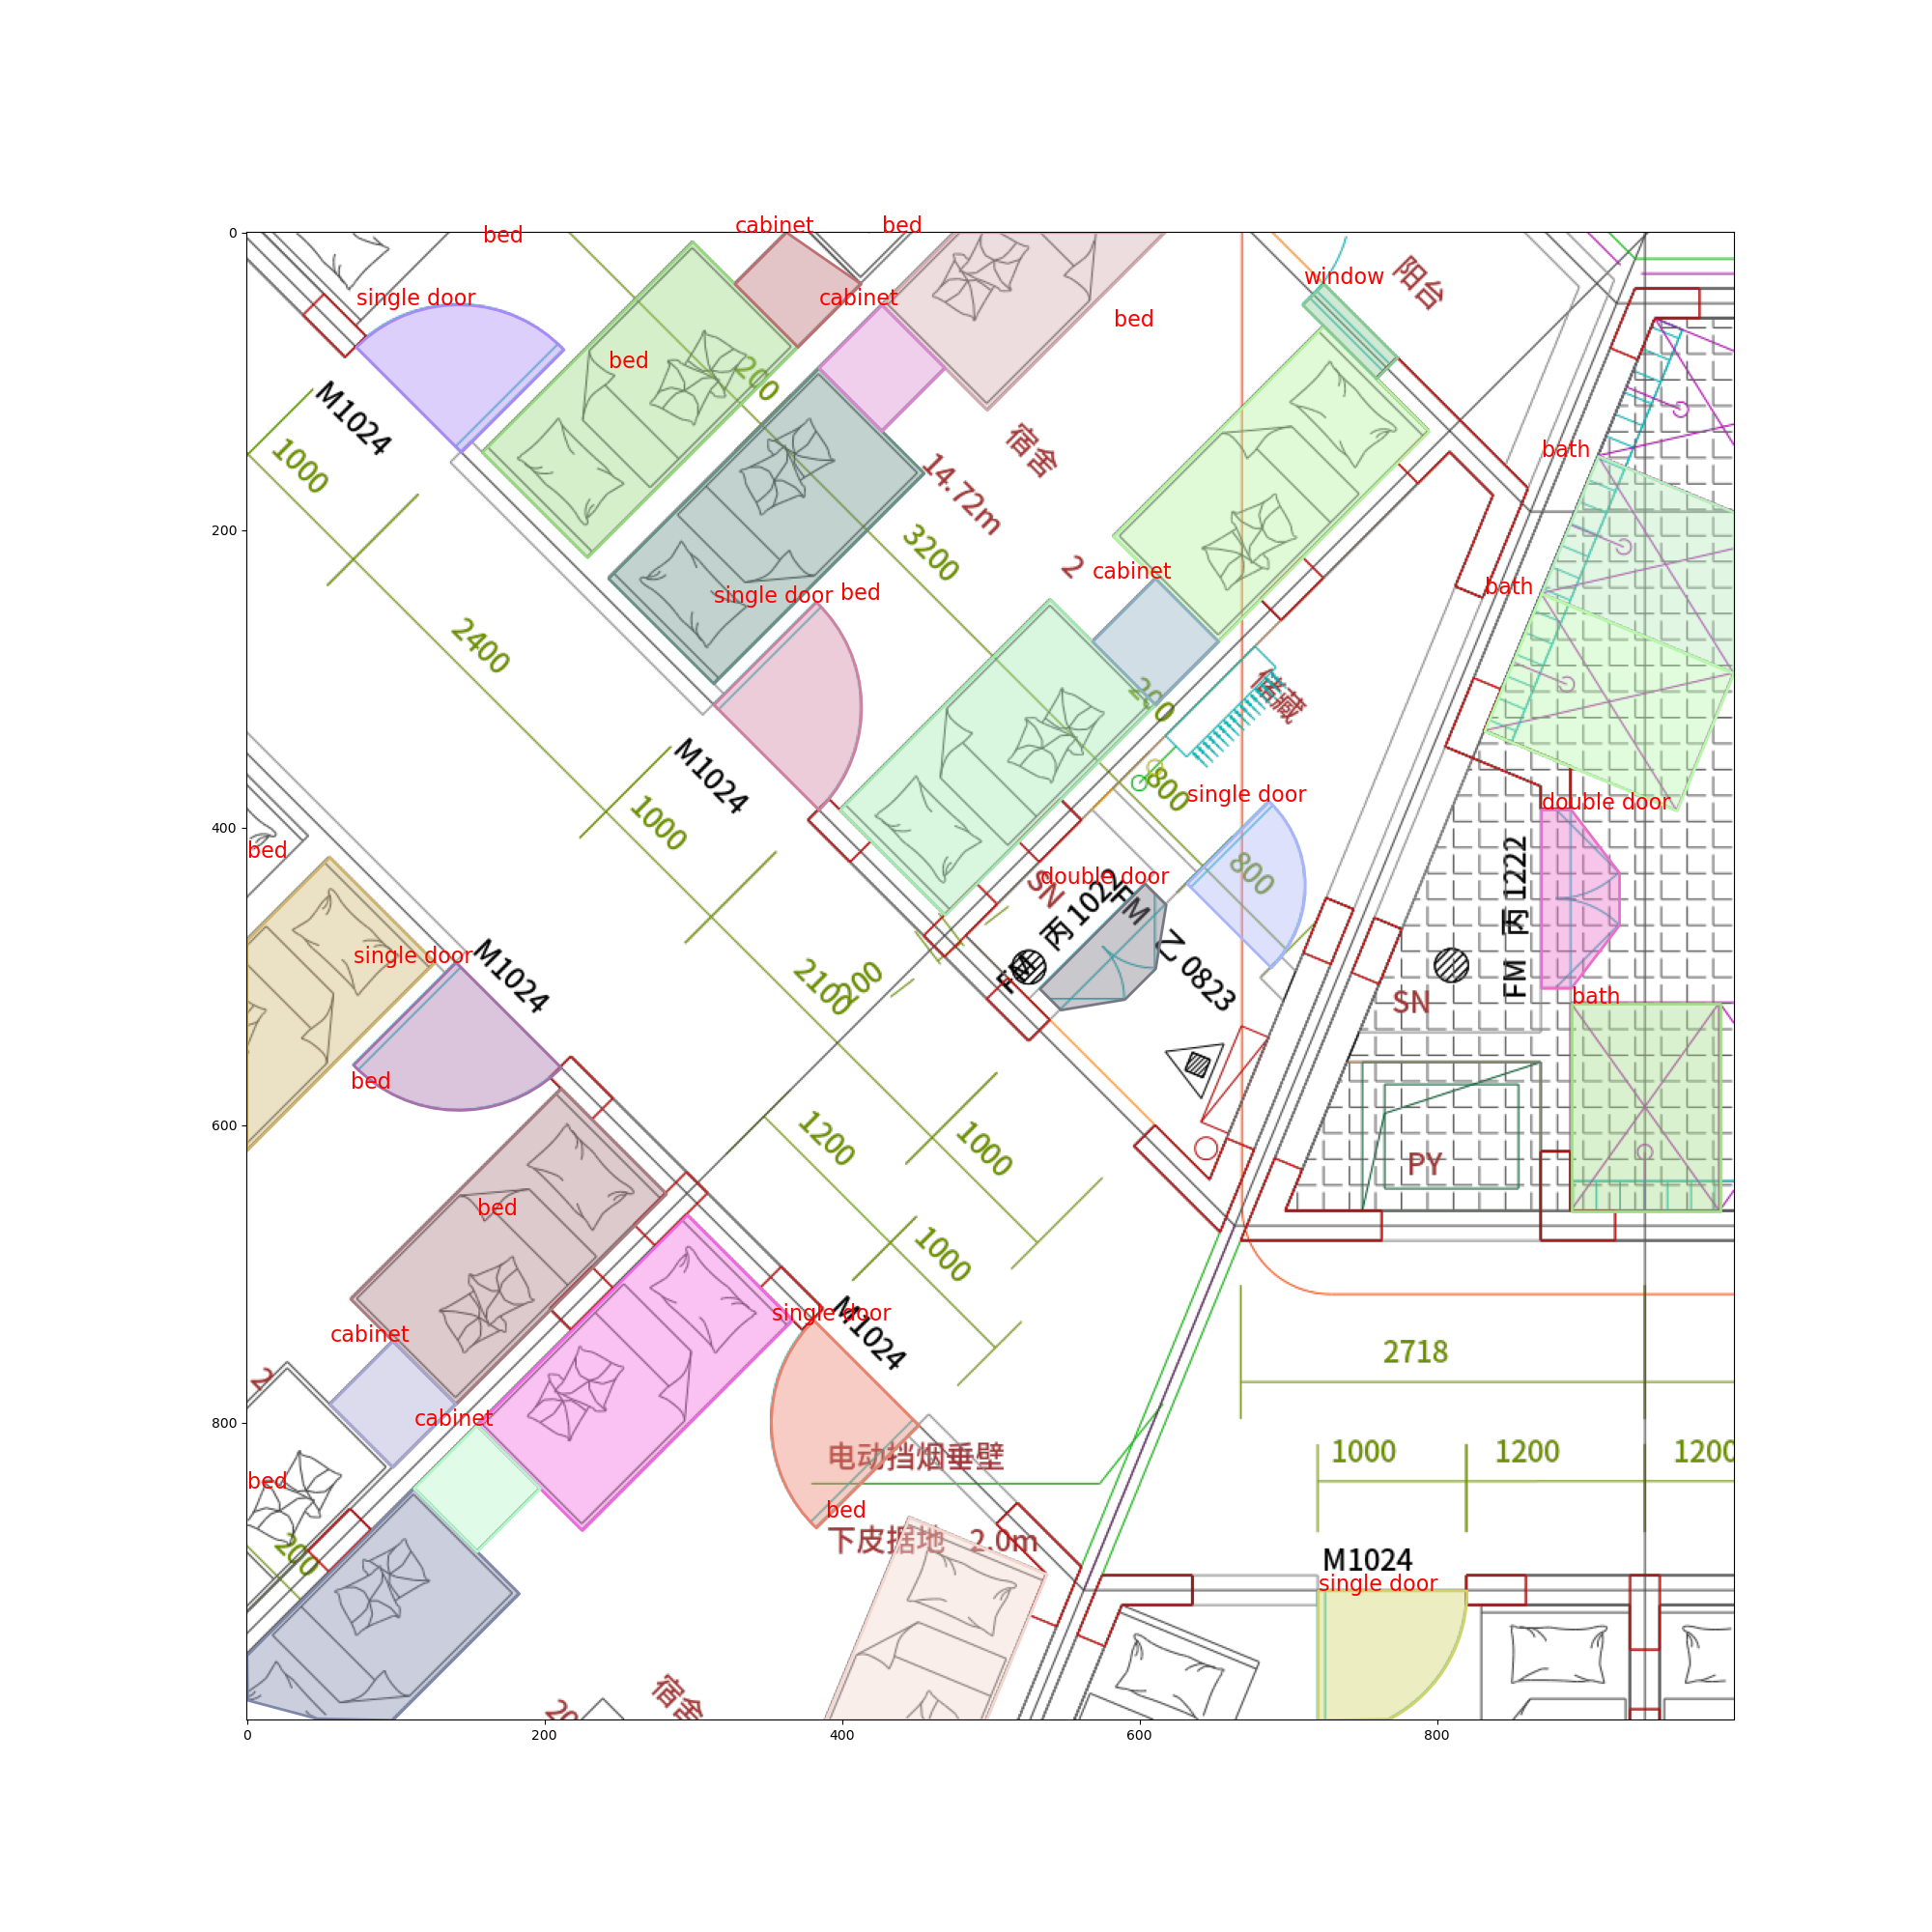 cabinet
bed
bed
0
window
阳台
single door
cabinet
bed
bed
200
M1024
宿舍
1000
14.72m
bath
200
3200
2
cabinet
bath
single door
bed
2400
200
储藏
M1024
800
single door
double door
1000
400
bed
800
double door
SN
FM 丙 1222
FM 丙 1022
FM 乙 0823
single door
M1024
2100
200
SN
bath
bed
600
1200
1000
PY
bed
1000
single door
M1024
cabinet
2718
2
cabinet
800
电动挡烟垂壁
1000
1200
1200
bed
bed
下皮据地 2.0m
200
M1024
single door
宿舍
20
0
200
400
600
800